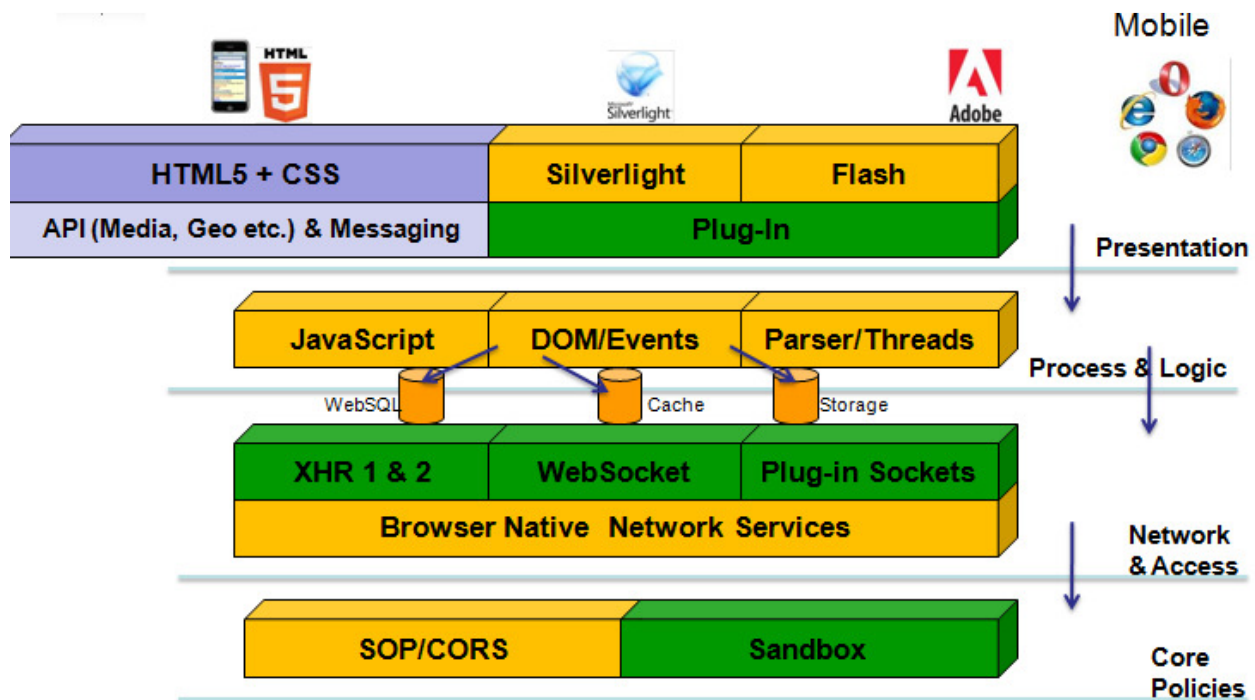 Mobile
HTML
5
Microsoft
Silverlight
Adobe
HTML5 + CSS
Silverlight
Flash
API (Media, Geo etc.) & Messaging
Plug-In
Presentation
JavaScript
DOM/Events
Parser/Threads
Process & Logic
WebSQL
Cache
Storage
XHR 1 & 2
WebSocket
Plug-in Sockets
Browser Native Network Services
Network
& Access
SOP/CORS
Sandbox
Core
Policies